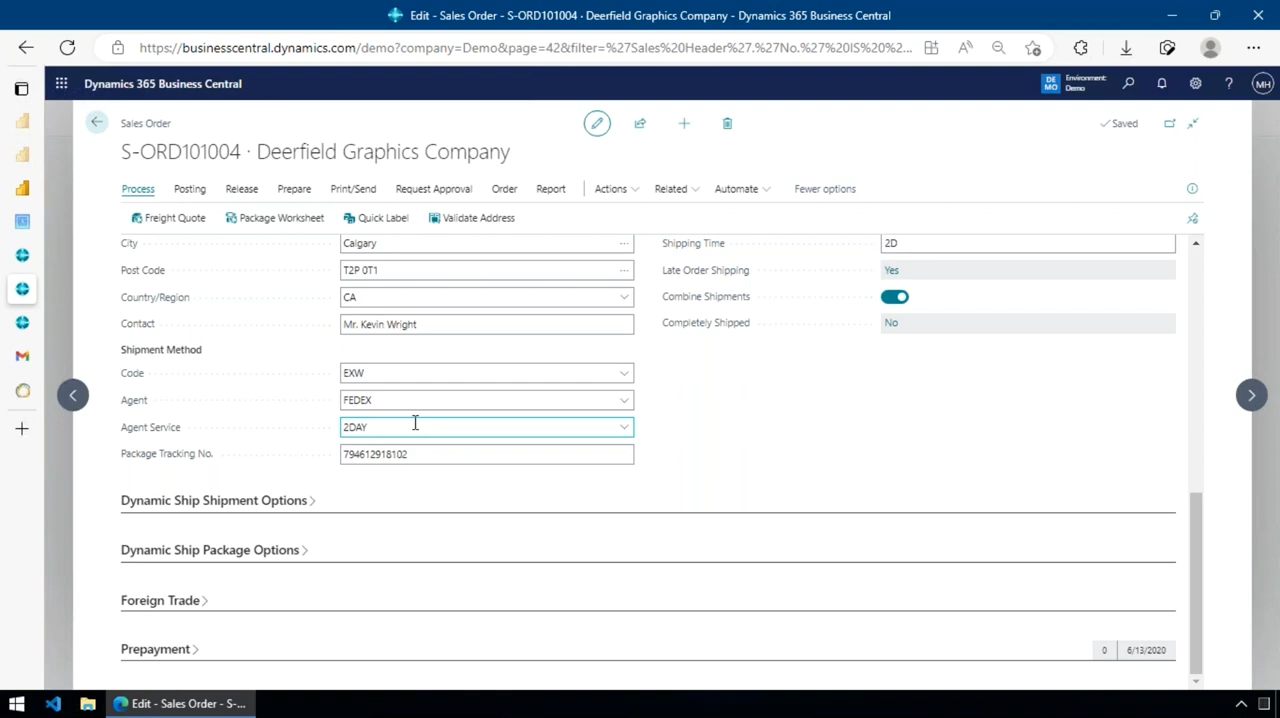 Edit - Sales Order - S-ORD101004 · Deerfield Graphics Company - Dynamics 365 Business Central
https://businesscentral.dynamics.com/demo?company=Demo&page=42&filter=%27Sales%20Header%27.%27No.%27%20IS%20%2...
Dynamics 365 Business Central
DE MO
Environment: Demo
?
MH
Sales Order
Saved
S-ORD101004 · Deerfield Graphics Company
Process Posting Release Prepare Print/Send Request Approval Order Report Actions Related Automate Fewer options
Freight Quote Package Worksheet Quick Label Validate Address
City Calgary ... Shipping Time 2D
Post Code T2P 0T1 ... Late Order Shipping Yes
Country/Region CA Combine Shipments
Contact Mr. Kevin Wright Completely Shipped No
Shipment Method
Code EXW
Agent FEDEX
Agent Service 2DAY
Package Tracking No. 794612918102
Dynamic Ship Shipment Options
Dynamic Ship Package Options
Foreign Trade
Prepayment 0 6/13/2020
Edit - Sales Order - S-...